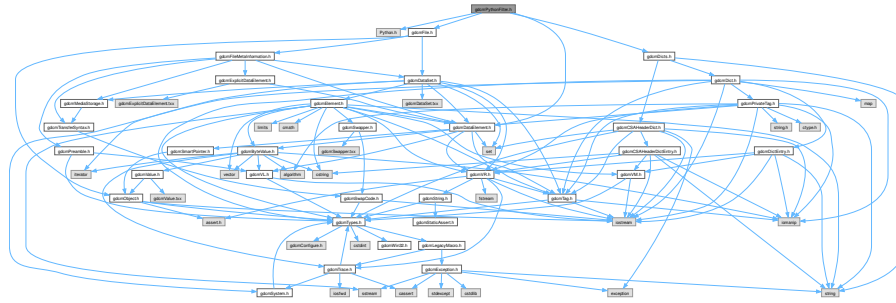 gdcmPythonFilter.h
Python.h
gdcmFile.h
gdcmFileMetaInformation.h
gdcmDicts.h
gdcmExplicitDataElement.h
gdcmDataSet.h
gdcmDict.h
gdcmMediaStorage.h
gdcmExplicitDataElement.txx
gdcmElement.h
gdcmDataSet.txx
gdcmPrivateTag.h
map
gdcmTransferSyntax.h
limits
cmath
gdcmSwapper.h
gdcmDataElement.h
gdcmCSAHeaderDict.h
string.h
ctype.h
gdcmPreamble.h
gdcmSmartPointer.h
gdcmByteValue.h
gdcmSwapper.txx
set
gdcmCSAHeaderDictEntry.h
gdcmDictEntry.h
iterator
gdcmValue.h
vector
gdcmVL.h
algorithm
cstring
gdcmVR.h
gdcmVM.h
gdcmObject.h
gdcmValue.txx
gdcmSwapCode.h
gdcmString.h
fstream
gdcmTag.h
assert.h
gdcmTypes.h
gdcmStaticAssert.h
iostream
iomanip
gdcmConfigure.h
stdint
gdcmWin32.h
gdcmLegacyMacro.h
gdcmTrace.h
gdcmException.h
gdcmSystem.h
iosfwd
sstream
cassert
stdexcept
cstdlib
exception
string